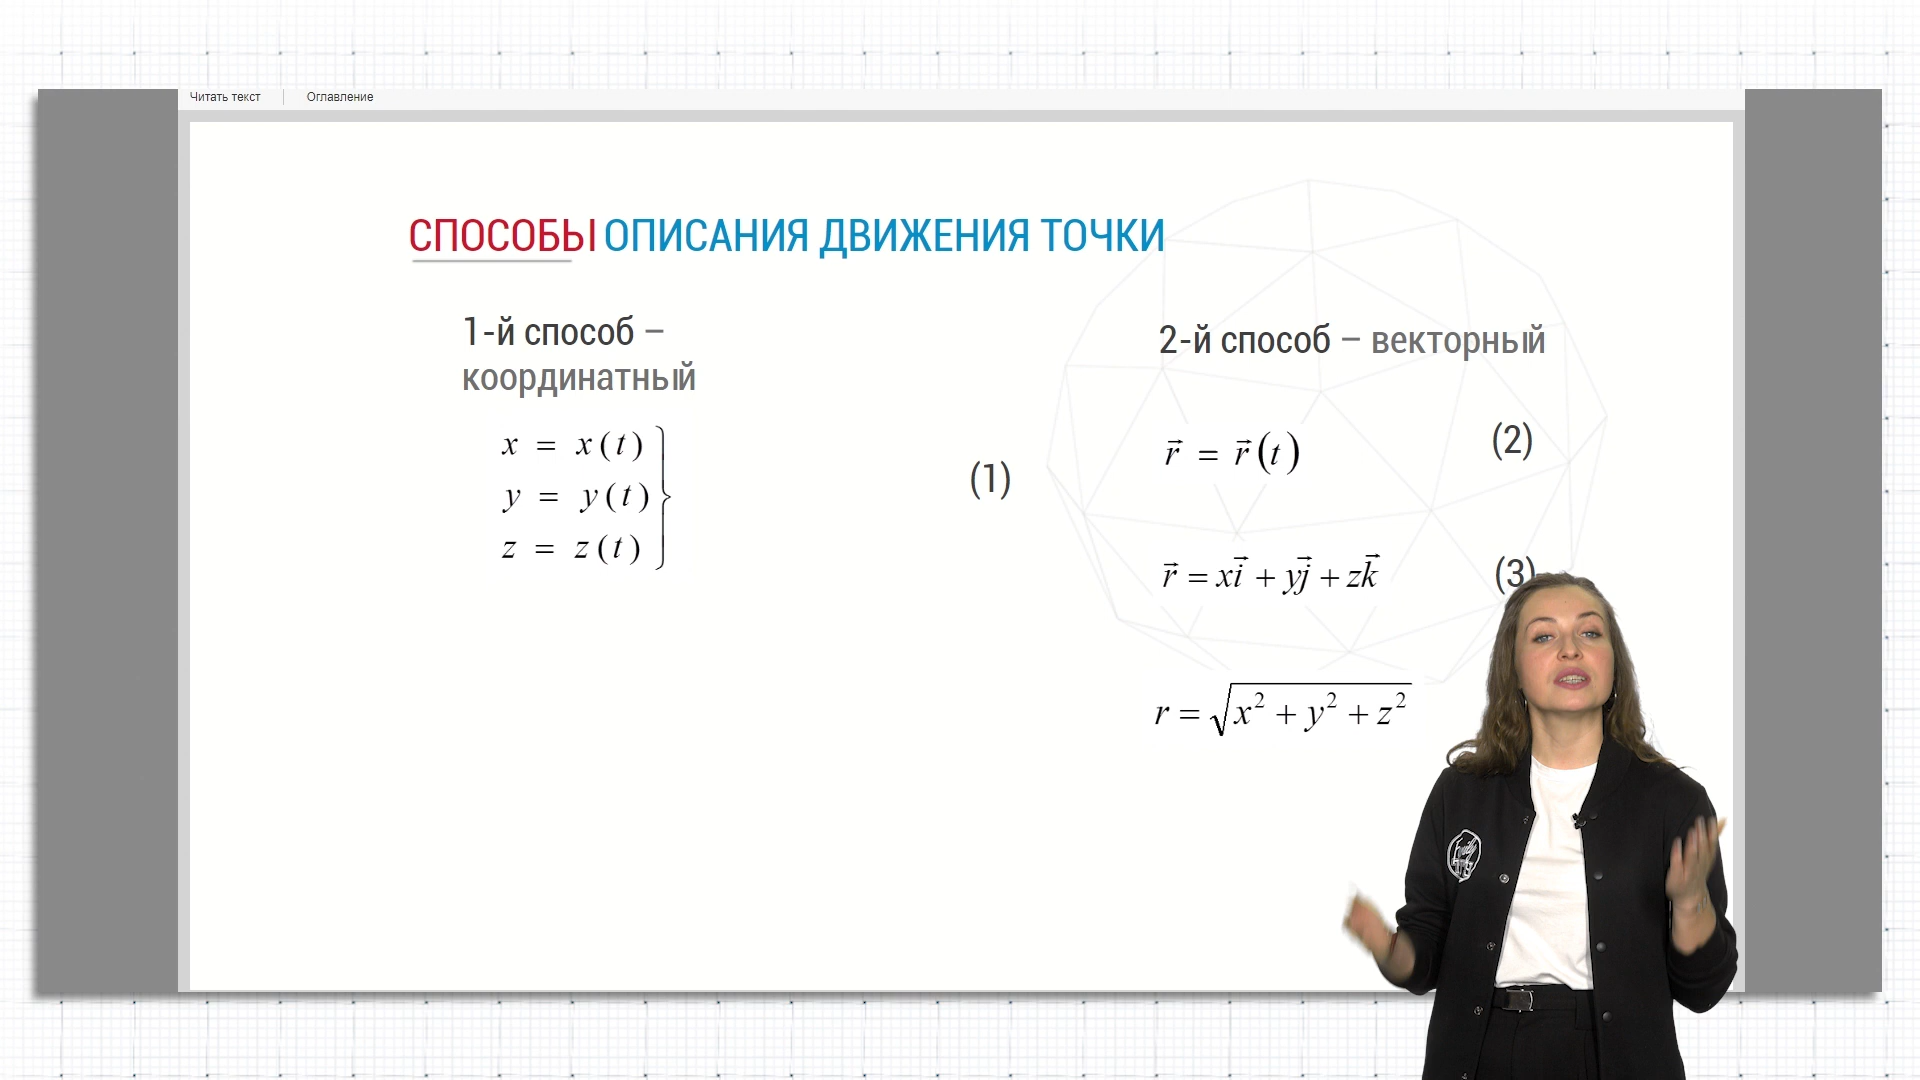 Читать текст
Оглавление
СПОСОБЫ ОПИСАНИЯ ДВИЖЕНИЯ ТОЧКИ
1-й способ –
координатный
x = x(t)
y = y(t)
z = z(t)
(1)
2-й способ – векторный
r⃗ = r⃗(t)
(2)
r⃗ = xi⃗ + yj⃗ + zk⃗
(3)
r = √(x² + y² + z²)